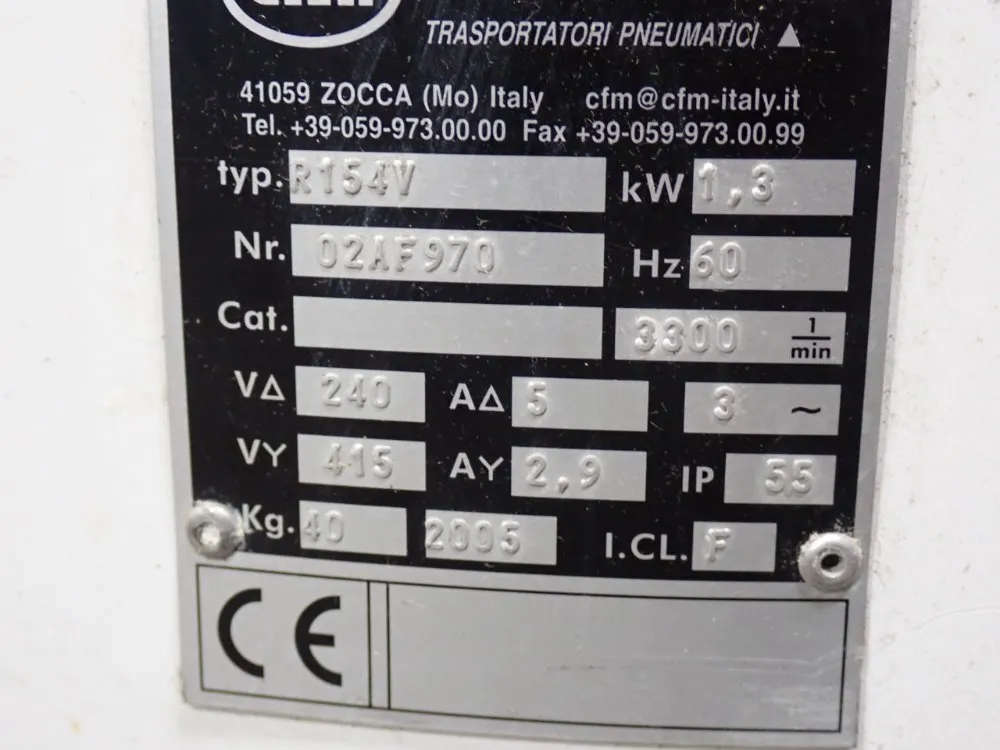 TRASPORTATORI PNEUMATICI ▲
41059 ZOCCA (Mo) Italy cfm@cfm-italy.it
Tel. +39-059-973.00.00 Fax +39-059-973.00.99
typ. R154V kW 1,3
Nr. 02AF970 Hz 60
Cat. 3300 1/min
V△ 240 A△ 5 3 ~
VY 415 AY 2,9 IP 55
Kg. 40 2005 I.CL. F
CE